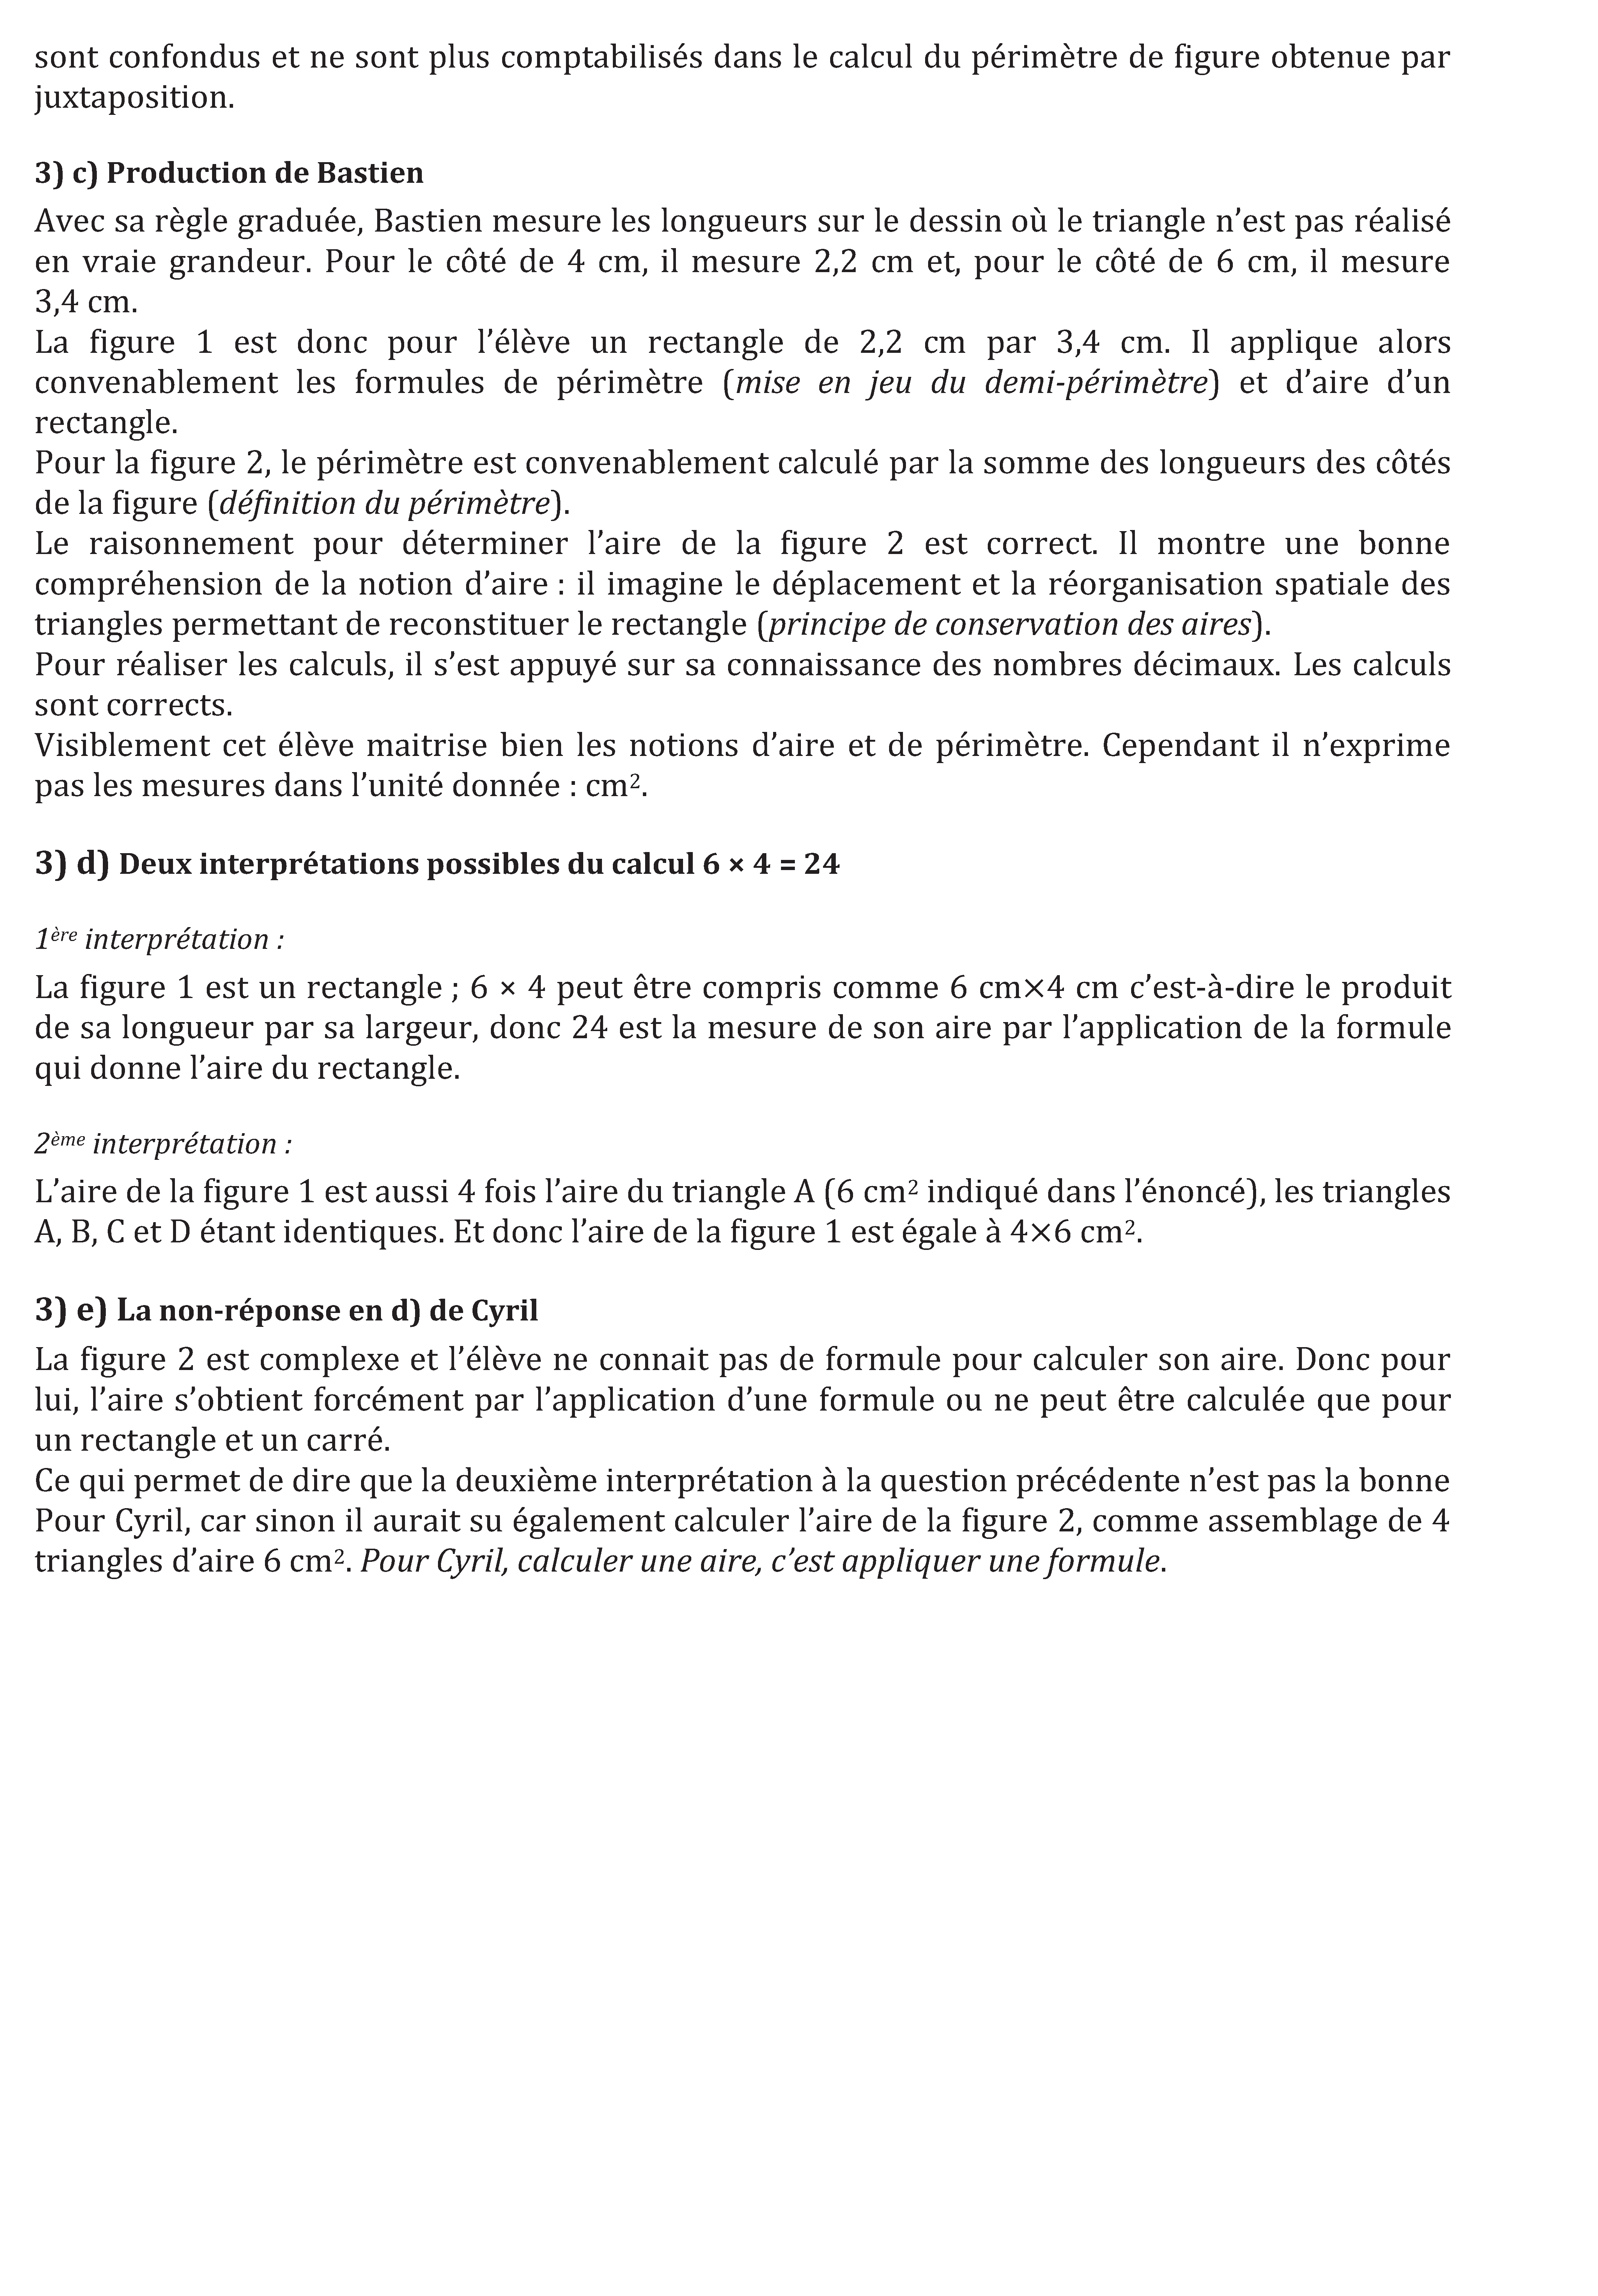 sont confondus et ne sont plus comptabilisés dans le calcul du périmètre de figure obtenue par
juxtaposition.
3) c) Production de Bastien
Avec sa règle graduée, Bastien mesure les longueurs sur le dessin où le triangle n’est pas réalisé
en vraie grandeur. Pour le côté de 4 cm, il mesure 2,2 cm et, pour le côté de 6 cm, il mesure
3,4 cm.
La figure 1 est donc pour l’élève un rectangle de 2,2 cm par 3,4 cm. Il applique alors
convenablement les formules de périmètre (mise en jeu du demi-périmètre) et d’aire d’un
rectangle.
Pour la figure 2, le périmètre est convenablement calculé par la somme des longueurs des côtés
de la figure (définition du périmètre).
Le raisonnement pour déterminer l’aire de la figure 2 est correct. Il montre une bonne
compréhension de la notion d’aire : il imagine le déplacement et la réorganisation spatiale des
triangles permettant de reconstituer le rectangle (principe de conservation des aires).
Pour réaliser les calculs, il s’est appuyé sur sa connaissance des nombres décimaux. Les calculs
sont corrects.
Visiblement cet élève maitrise bien les notions d’aire et de périmètre. Cependant il n’exprime
pas les mesures dans l’unité donnée : cm².
3) d) Deux interprétations possibles du calcul 6 × 4 = 24
1ère interprétation :
La figure 1 est un rectangle ; 6 × 4 peut être compris comme 6 cm×4 cm c’est-à-dire le produit
de sa longueur par sa largeur, donc 24 est la mesure de son aire par l’application de la formule
qui donne l’aire du rectangle.
2ème interprétation :
L’aire de la figure 1 est aussi 4 fois l’aire du triangle A (6 cm² indiqué dans l’énoncé), les triangles
A, B, C et D étant identiques. Et donc l’aire de la figure 1 est égale à 4×6 cm².
3) e) La non-réponse en d) de Cyril
La figure 2 est complexe et l’élève ne connait pas de formule pour calculer son aire. Donc pour
lui, l’aire s’obtient forcément par l’application d’une formule ou ne peut être calculée que pour
un rectangle et un carré.
Ce qui permet de dire que la deuxième interprétation à la question précédente n’est pas la bonne
Pour Cyril, car sinon il aurait su également calculer l’aire de la figure 2, comme assemblage de 4
triangles d’aire 6 cm². Pour Cyril, calculer une aire, c’est appliquer une formule.